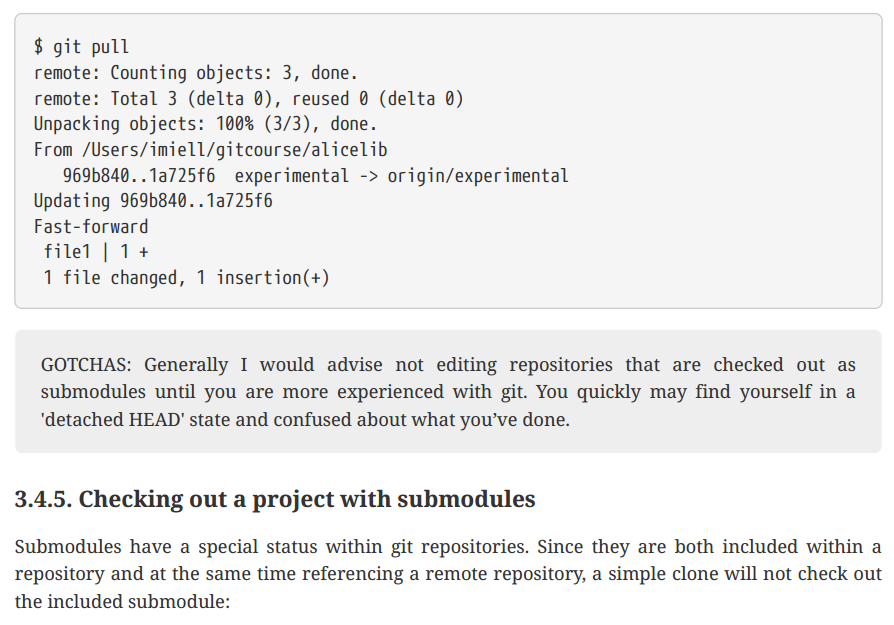 $ git pull
remote: Counting objects: 3, done.
remote: Total 3 (delta 0), reused 0 (delta 0)
Unpacking objects: 100% (3/3), done.
From /Users/imiell/gitcourse/alicelib
   969b840..1a725f6  experimental -> origin/experimental
Updating 969b840..1a725f6
Fast-forward
 file1 | 1 +
 1 file changed, 1 insertion(+)
GOTCHAS: Generally I would advise not editing repositories that are checked out as
submodules until you are more experienced with git. You quickly may find yourself in a
'detached HEAD' state and confused about what you’ve done.
3.4.5. Checking out a project with submodules
Submodules have a special status within git repositories. Since they are both included within a
repository and at the same time referencing a remote repository, a simple clone will not check out
the included submodule: